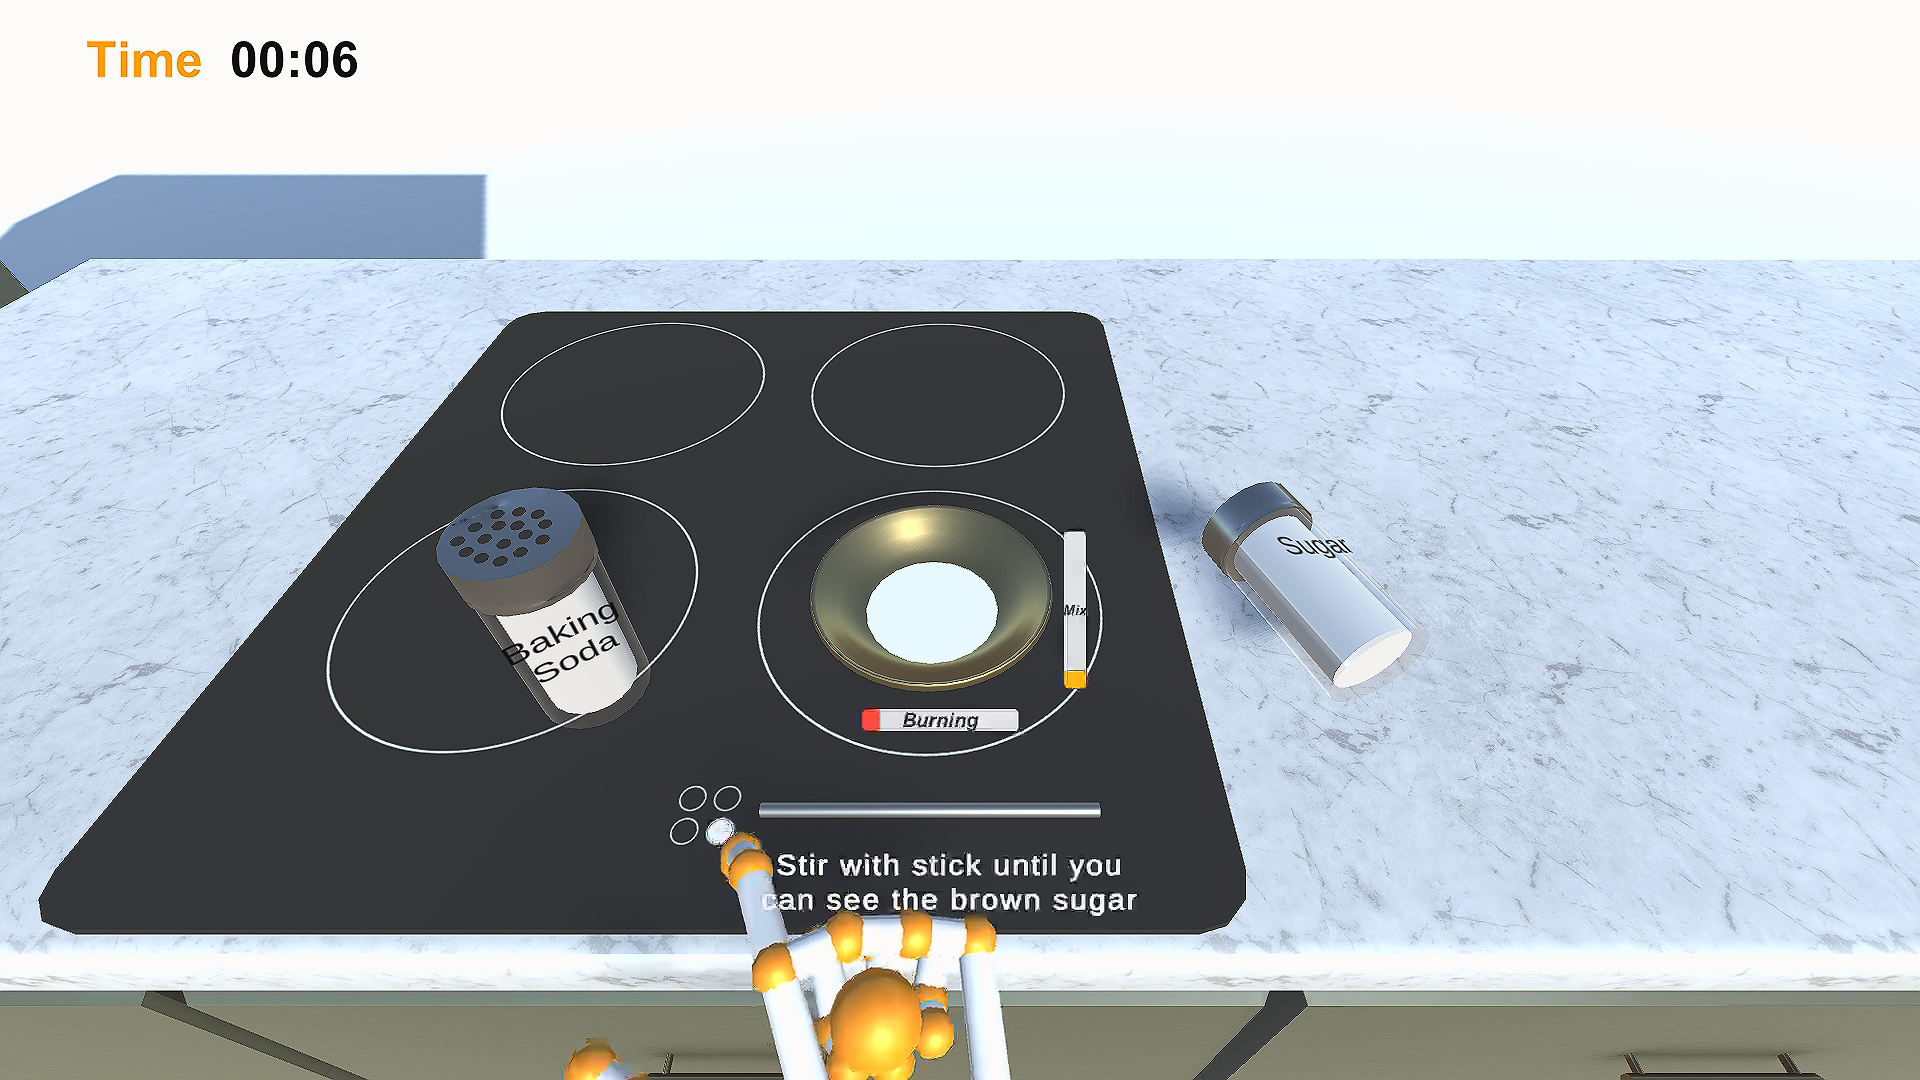 Time 00:06
Sugar
Baking
Soda
Mix
Burning
Stir with stick until you
can see the brown sugar